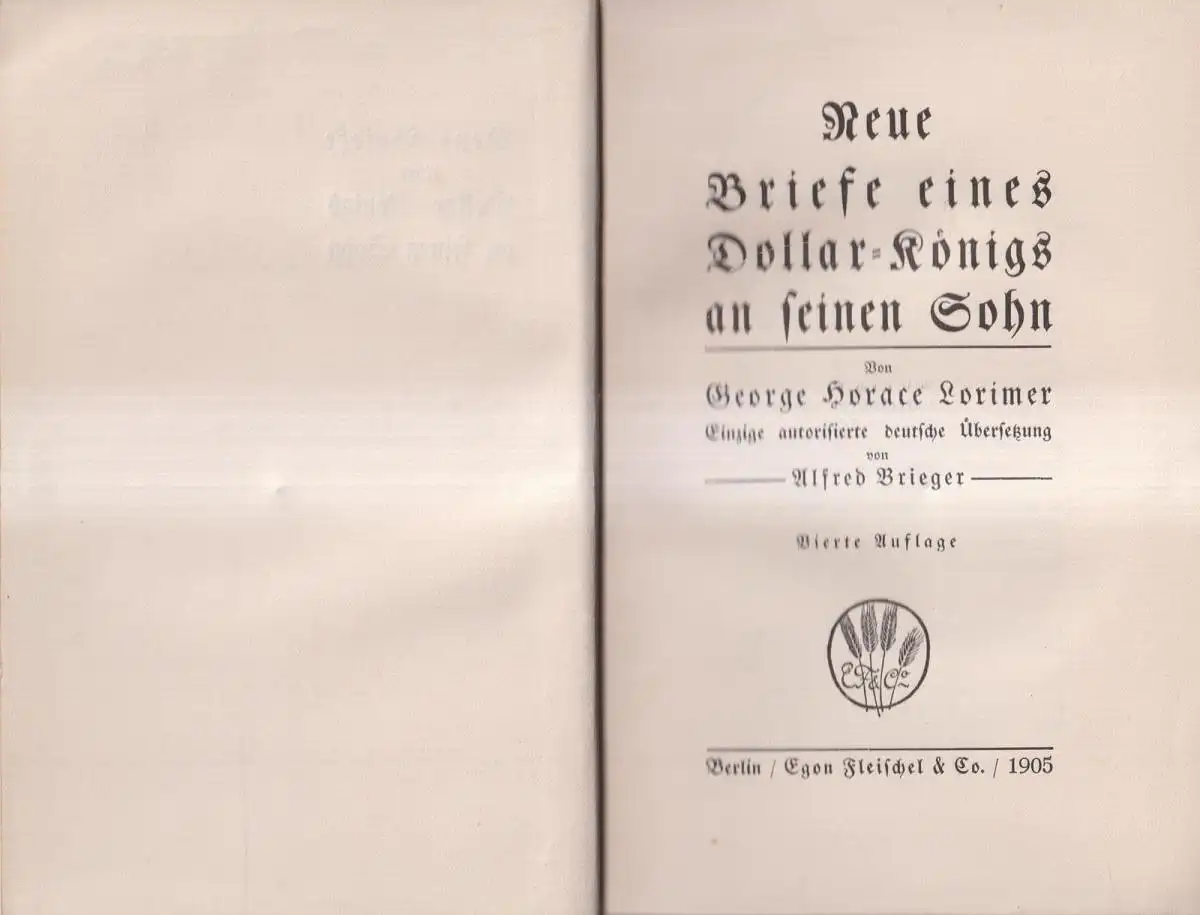 Neue
Briefe eines
Dollar-Königs
an ſeinen Sohn
Von
George Horace Lorimer
Einzige autoriſierte deutſche Überſetzung
von
Alfred Brieger
Vierte Auflage
E F & Co
Berlin / Egon Fleiſchel & Co. / 1905